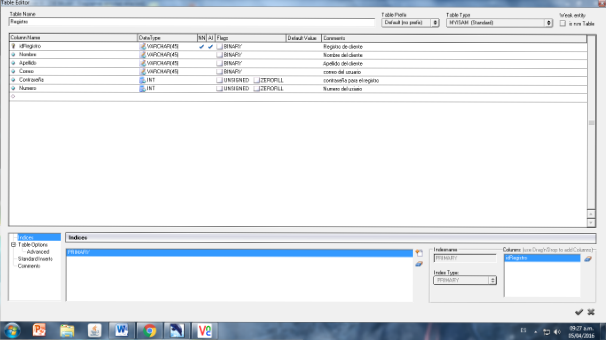 Table Editor
Table Name
Table Prefix
Table Type
Weak entity
Registro
Default (no prefix)
MYISAM (Standard)
is nm Table
Column Name DataType NN AI Flags Default Value Comments
idRegistro VARCHAR(45) BINARY Registro de cliente
Nombre VARCHAR(45) BINARY Nombre del cliente
Apellido VARCHAR(45) BINARY Apellido del cliente
Correo VARCHAR(45) BINARY correo del usuario
Contraseña INT UNSIGNED ZEROFILL contraseña para el registro
Numero INT UNSIGNED ZEROFILL Numero del usuario
Indices
Table Options
Advanced
Standard Inserts
Comments
Indices
PRIMARY
Indexname
PRIMARY
Index Type:
PRIMARY
Columns (use Drag'n'Drop to add Columns)
idRegistro
ES
09:27 a.m.
05/04/2016